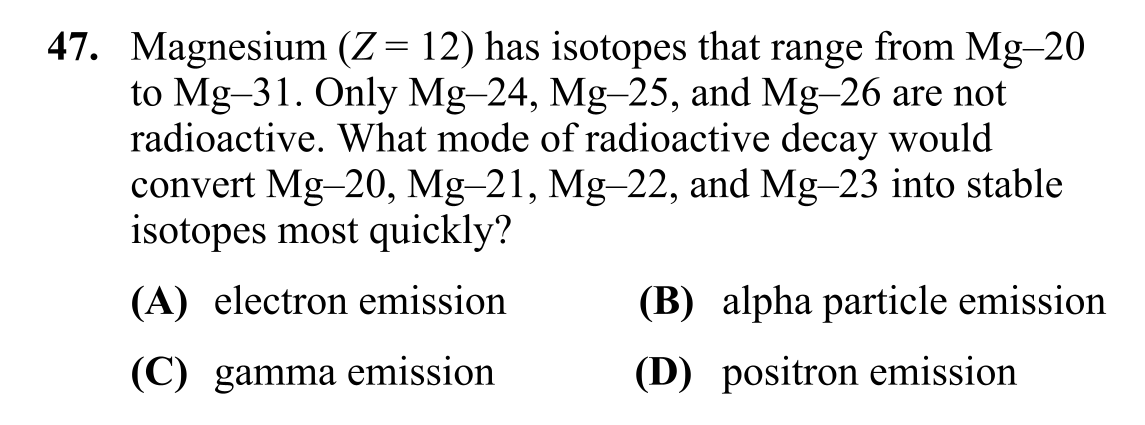 47. Magnesium (Z = 12) has isotopes that range from Mg–20
to Mg–31. Only Mg–24, Mg–25, and Mg–26 are not
radioactive. What mode of radioactive decay would
convert Mg–20, Mg–21, Mg–22, and Mg–23 into stable
isotopes most quickly?
(A) electron emission (B) alpha particle emission
(C) gamma emission (D) positron emission